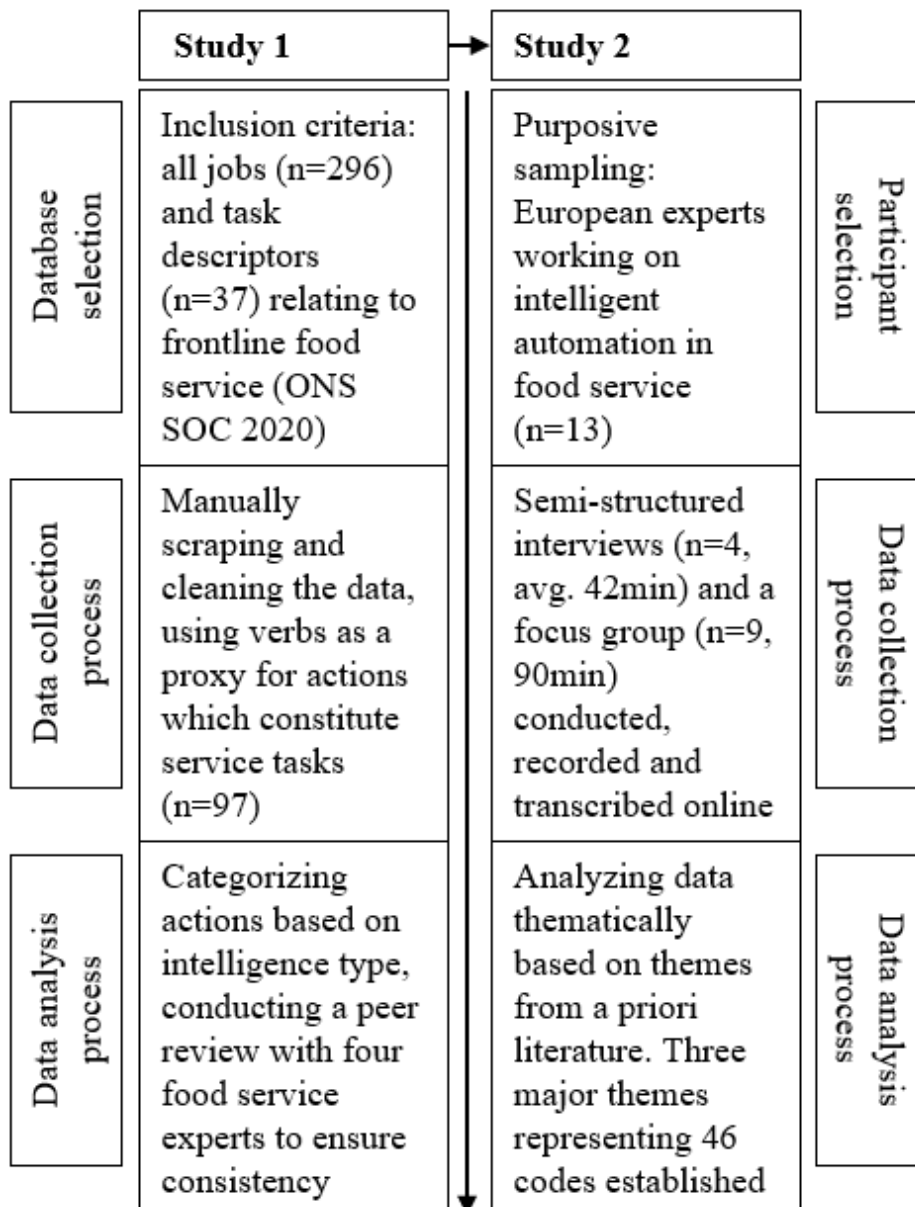 Study 1
Study 2
Database
selection
Inclusion criteria:
all jobs (n=296)
and task
descriptors
(n=37) relating to
frontline food
service (ONS
SOC 2020)
Purposive
sampling:
European experts
working on
intelligent
automation in
food service
(n=13)
Participant
selection
Data collection
process
Manually
scraping and
cleaning the data,
using verbs as a
proxy for actions
which constitute
service tasks
(n=97)
Semi-structured
interviews (n=4,
avg. 42min) and a
focus group (n=9,
90min)
conducted,
recorded and
transcribed online
Data collection
process
Data analysis
process
Categorizing
actions based on
intelligence type,
conducting a peer
review with four
food service
experts to ensure
consistency
Analyzing data
thematically
based on themes
from a priori
literature. Three
major themes
representing 46
codes established
Data analysis
process